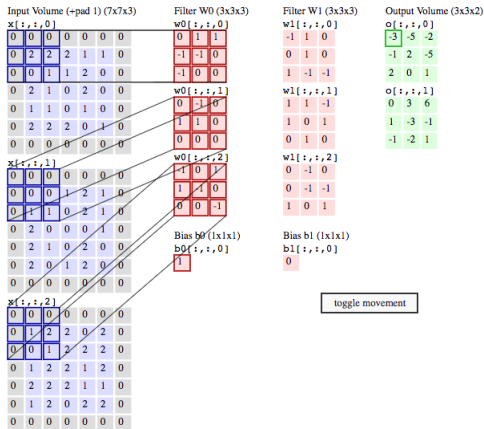 Input Volume (+pad 1) (7x7x3)
x[:,:,0]
0 0 0 0 0 0 0
0 2 2 2 1 1 0
0 0 1 1 2 0 0
0 2 1 0 2 0 0
0 1 1 0 1 0 0
0 2 2 2 0 1 0
0 0 0 0 0 0 0
x[:,:,1]
0 0 0 0 0 0 0
0 0 0 1 2 1 0
0 1 1 0 2 1 0
0 2 0 0 0 1 0
0 2 1 0 2 0 0
0 2 0 1 2 0 0
0 0 0 0 0 0 0
x[:,:,2]
0 0 0 0 0 0 0
0 1 2 2 0 2 0
0 0 1 2 2 2 0
0 1 2 2 1 2 0
0 2 2 2 1 1 0
0 1 2 0 2 2 0
0 0 0 0 0 0 0
Filter W0 (3x3x3)
w0[:,:,0]
0 1 1
-1 -1 0
-1 0 0
w0[:,:,1]
0 -1 0
1 1 0
0 0 0
w0[:,:,2]
-1 0 1
1 -1 0
0 0 -1
Bias b0 (1x1x1)
b0[:,:,0]
1
Filter W1 (3x3x3)
w1[:,:,0]
-1 1 0
0 1 0
1 -1 -1
w1[:,:,1]
1 1 -1
1 0 1
-1 0 1
w1[:,:,2]
0 -1 0
0 -1 -1
1 0 1
Bias b1 (1x1x1)
b1[:,:,0]
0
Output Volume (3x3x2)
o[:,:,0]
-3 -5 -2
-1 2 -5
2 0 1
o[:,:,1]
0 3 6
1 -3 -1
-1 -2 1
toggle movement